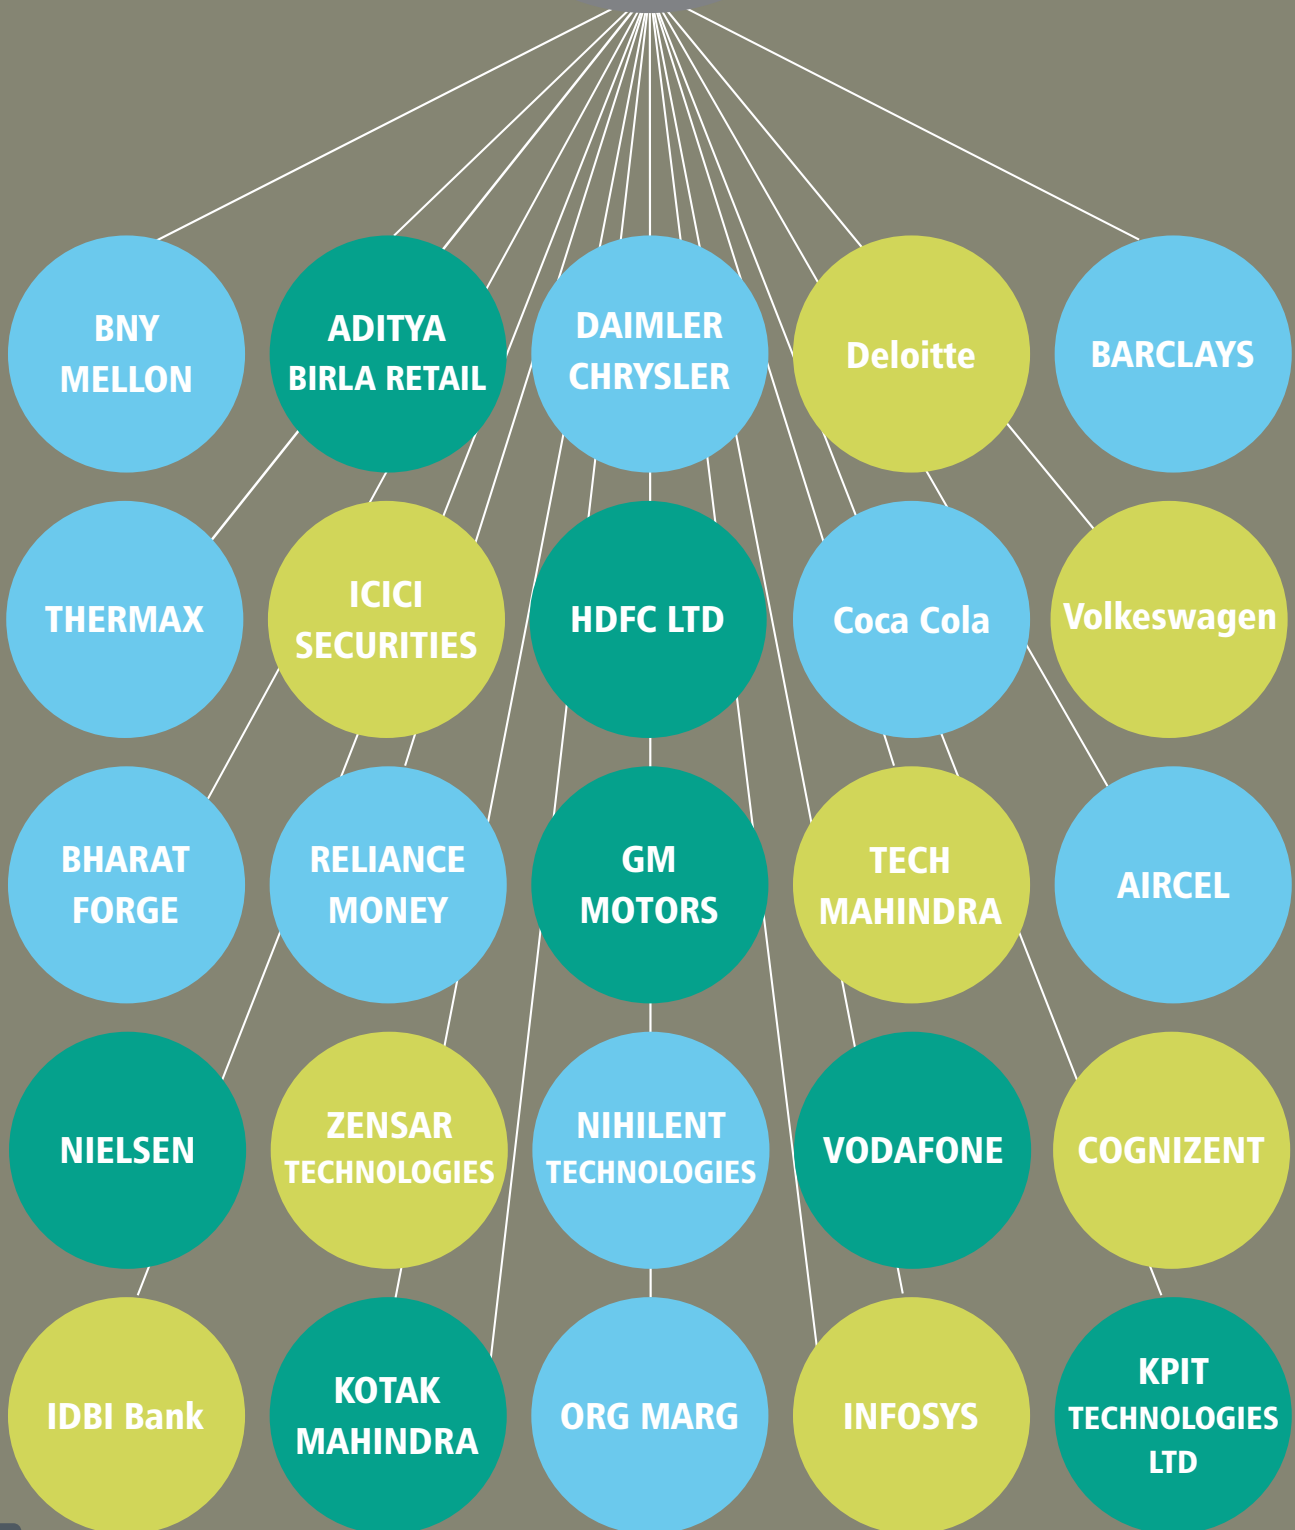 BNY
MELLON
ADITYA
BIRLA RETAIL
DAIMLER
CHRYSLER
Deloitte
BARCLAYS
THERMAX
ICICI
SECURITIES
HDFC LTD
Coca Cola
Volkeswagen
BHARAT
FORGE
RELIANCE
MONEY
GM
MOTORS
TECH
MAHINDRA
AIRCEL
NIELSEN
ZENSAR
TECHNOLOGIES
NIHILENT
TECHNOLOGIES
VODAFONE
COGNIZENT
IDBI Bank
KOTAK
MAHINDRA
ORG MARG
INFOSYS
KPIT
TECHNOLOGIES
LTD